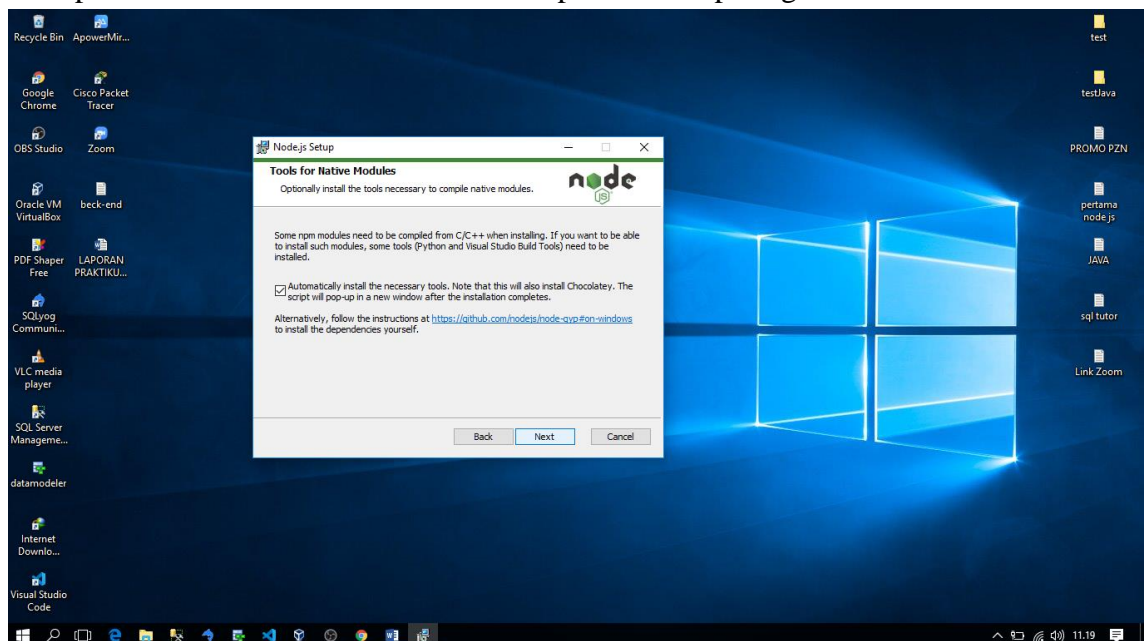 Recycle Bin
ApowerMir...
Google
Chrome
Cisco Packet
Tracer
OBS Studio
Zoom
Oracle VM
VirtualBox
beck-end
PDF Shaper
Free
LAPORAN
PRAKTIKU...
SQLyog
Communi...
VLC media
player
SQL Server
Manageme...
datamodeler
Internet
Downlo...
Visual Studio
Code
Node.js Setup
Tools for Native Modules
Optionally install the tools necessary to compile native modules.
node
JS
Some npm modules need to be compiled from C/C++ when installing. If you want to be able
to install such modules, some tools (Python and Visual Studio Build Tools) need to be
installed.
Automatically install the necessary tools. Note that this will also install Chocolatey. The
script will pop-up in a new window after the installation completes.
Alternatively, follow the instructions at https://github.com/nodejs/node-gyp#on-windows
to install the dependencies yourself.
Back
Next
Cancel
test
testJava
PROMO PZN
pertama
node js
JAVA
sql tutor
Link Zoom
11.19